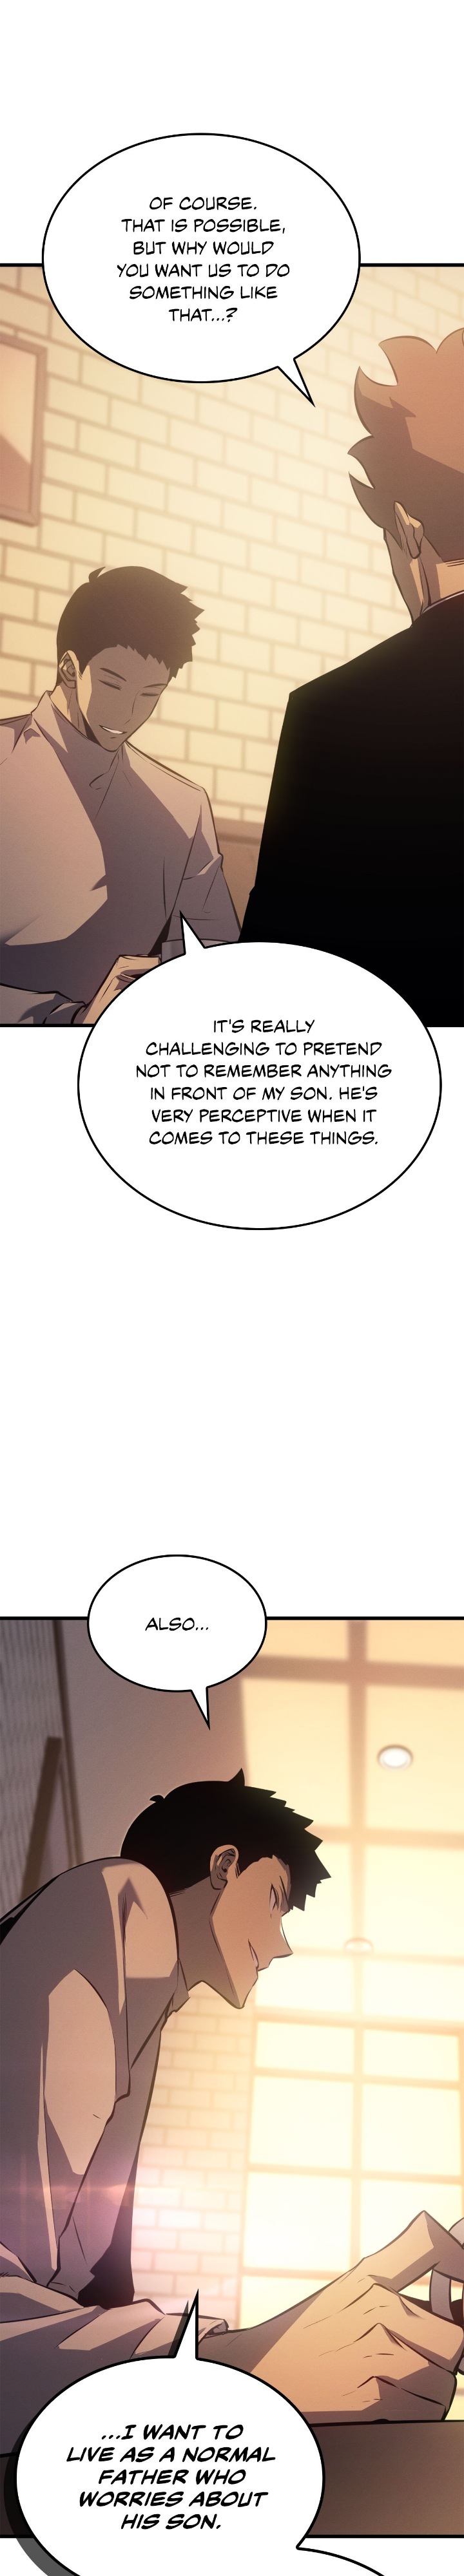 OF COURSE.
THAT IS POSSIBLE,
BUT WHY WOULD
YOU WANT US TO DO
SOMETHING LIKE
THAT...?
IT'S REALLY
CHALLENGING TO PRETEND
NOT TO REMEMBER ANYTHING
IN FRONT OF MY SON. HE'S
VERY PERCEPTIVE WHEN IT
COMES TO THESE THINGS.
ALSO...
...I WANT TO
LIVE AS A NORMAL
FATHER WHO
WORRIES ABOUT
HIS SON.